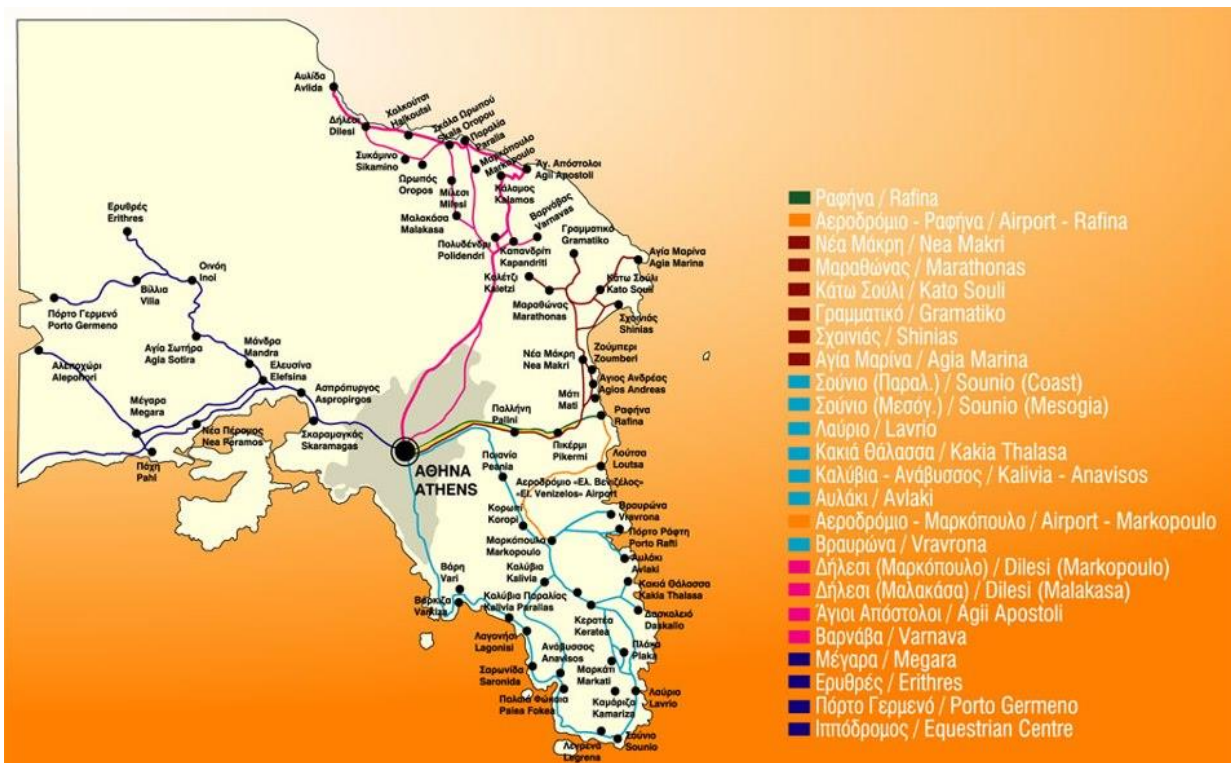 Αυλίδα
Avlida
Δήλεσι
Dilesi
Χαλκούτσι
Halkoutsi
Σκάλα Ωρωπού
Skala Oropou
Παραλία
Paralia
Μαρκόπουλο
Markopoulo
Άγ. Απόστολοι
Agii Apostoli
Συκάμινο
Sikamino
Ωρωπός
Oropos
Μίλεσι
Milesi
Κάλαμος
Kalamos
Μαλακάσα
Malakasa
Βαρνάβας
Varnavas
Πολυδένδρι
Polidendri
Καπανδρίτι
Kapandriti
Γραμματικό
Gramatiko
Αγία Μαρίνα
Agia Marina
Καλέτζι
Kaletzi
Κάτω Σούλι
Kato Souli
Μαραθώνας
Marathonas
Σχοινιάς
Shinias
Ερυθρές
Erithres
Οινόη
Inoi
Βίλλια
Vilia
Πόρτο Γερμενό
Porto Germeno
Αγία Σωτήρα
Agia Sotira
Αλεποχώρι
Alepohori
Μάνδρα
Mandra
Ελευσίνα
Elefsina
Ασπρόπυργος
Aspropirgos
Μέγαρα
Megara
Νέα Πέραμος
Nea Peramos
Σκαραμαγκάς
Skaramagas
Πάχη
Pahi
Νέα Μάκρη
Nea Makri
Ζούμπερι
Zoumberi
Άγιος Ανδρέας
Agios Andreas
Μάτι
Mati
Ραφήνα
Rafina
Παλλήνη
Palini
Πικέρμι
Pikermi
ΑΘΗΝΑ
ATHENS
Παιανία
Peania
Λούτσα
Loutsa
Αεροδρόμιο «Ελ. Βενιζέλος»
«El. Venizelos» Airport
Κορωπί
Koropi
Βραυρώνα
Vravrona
Μαρκόπουλο
Markopoulo
Πόρτο Ράφτη
Porto Rafti
Αυλάκι
Avlaki
Βάρη
Vari
Καλύβια
Kalivia
Κακιά Θάλασσα
Kakia Thalasa
Βάρκιζα
Varkiza
Καλύβια Παραλίας
Kalivia Paralias
Κερατέα
Keratea
Δασκαλειό
Daskalio
Λαγονήσι
Lagonisi
Ανάβυσσος
Anavisos
Πλάκα
Plaka
Σαρωνίδα
Saronida
Μαρκάτι
Markati
Παλαιά Φώκαια
Palea Fokea
Καμάριζα
Kamariza
Λαύριο
Lavrio
Λεγρενά
Legrena
Σούνιο
Sounio
Ραφήνα / Rafina
Αεροδρόμιο - Ραφήνα / Airport - Rafina
Νέα Μάκρη / Nea Makri
Μαραθώνας / Marathonas
Κάτω Σούλι / Kato Souli
Γραμματικό / Gramatiko
Σχοινιάς / Shinias
Αγία Μαρίνα / Agia Marina
Σούνιο (Παραλ.) / Sounio (Coast)
Σούνιο (Μεσόγ.) / Sounio (Mesogia)
Λαύριο / Lavrio
Κακιά Θάλασσα / Kakia Thalasa
Καλύβια - Ανάβυσσος / Kalivia - Anavisos
Αυλάκι / Avlaki
Αεροδρόμιο - Μαρκόπουλο / Airport - Markopoulo
Βραυρώνα / Vravrona
Δήλεσι (Μαρκόπουλο) / Dilesi (Markopoulo)
Δήλεσι (Μαλακάσα) / Dilesi (Malakasa)
Άγιοι Απόστολοι / Agii Apostoli
Βαρνάβα / Varnava
Μέγαρα / Megara
Ερυθρές / Erithres
Πόρτο Γερμενό / Porto Germeno
Ιππόδρομος / Equestrian Centre